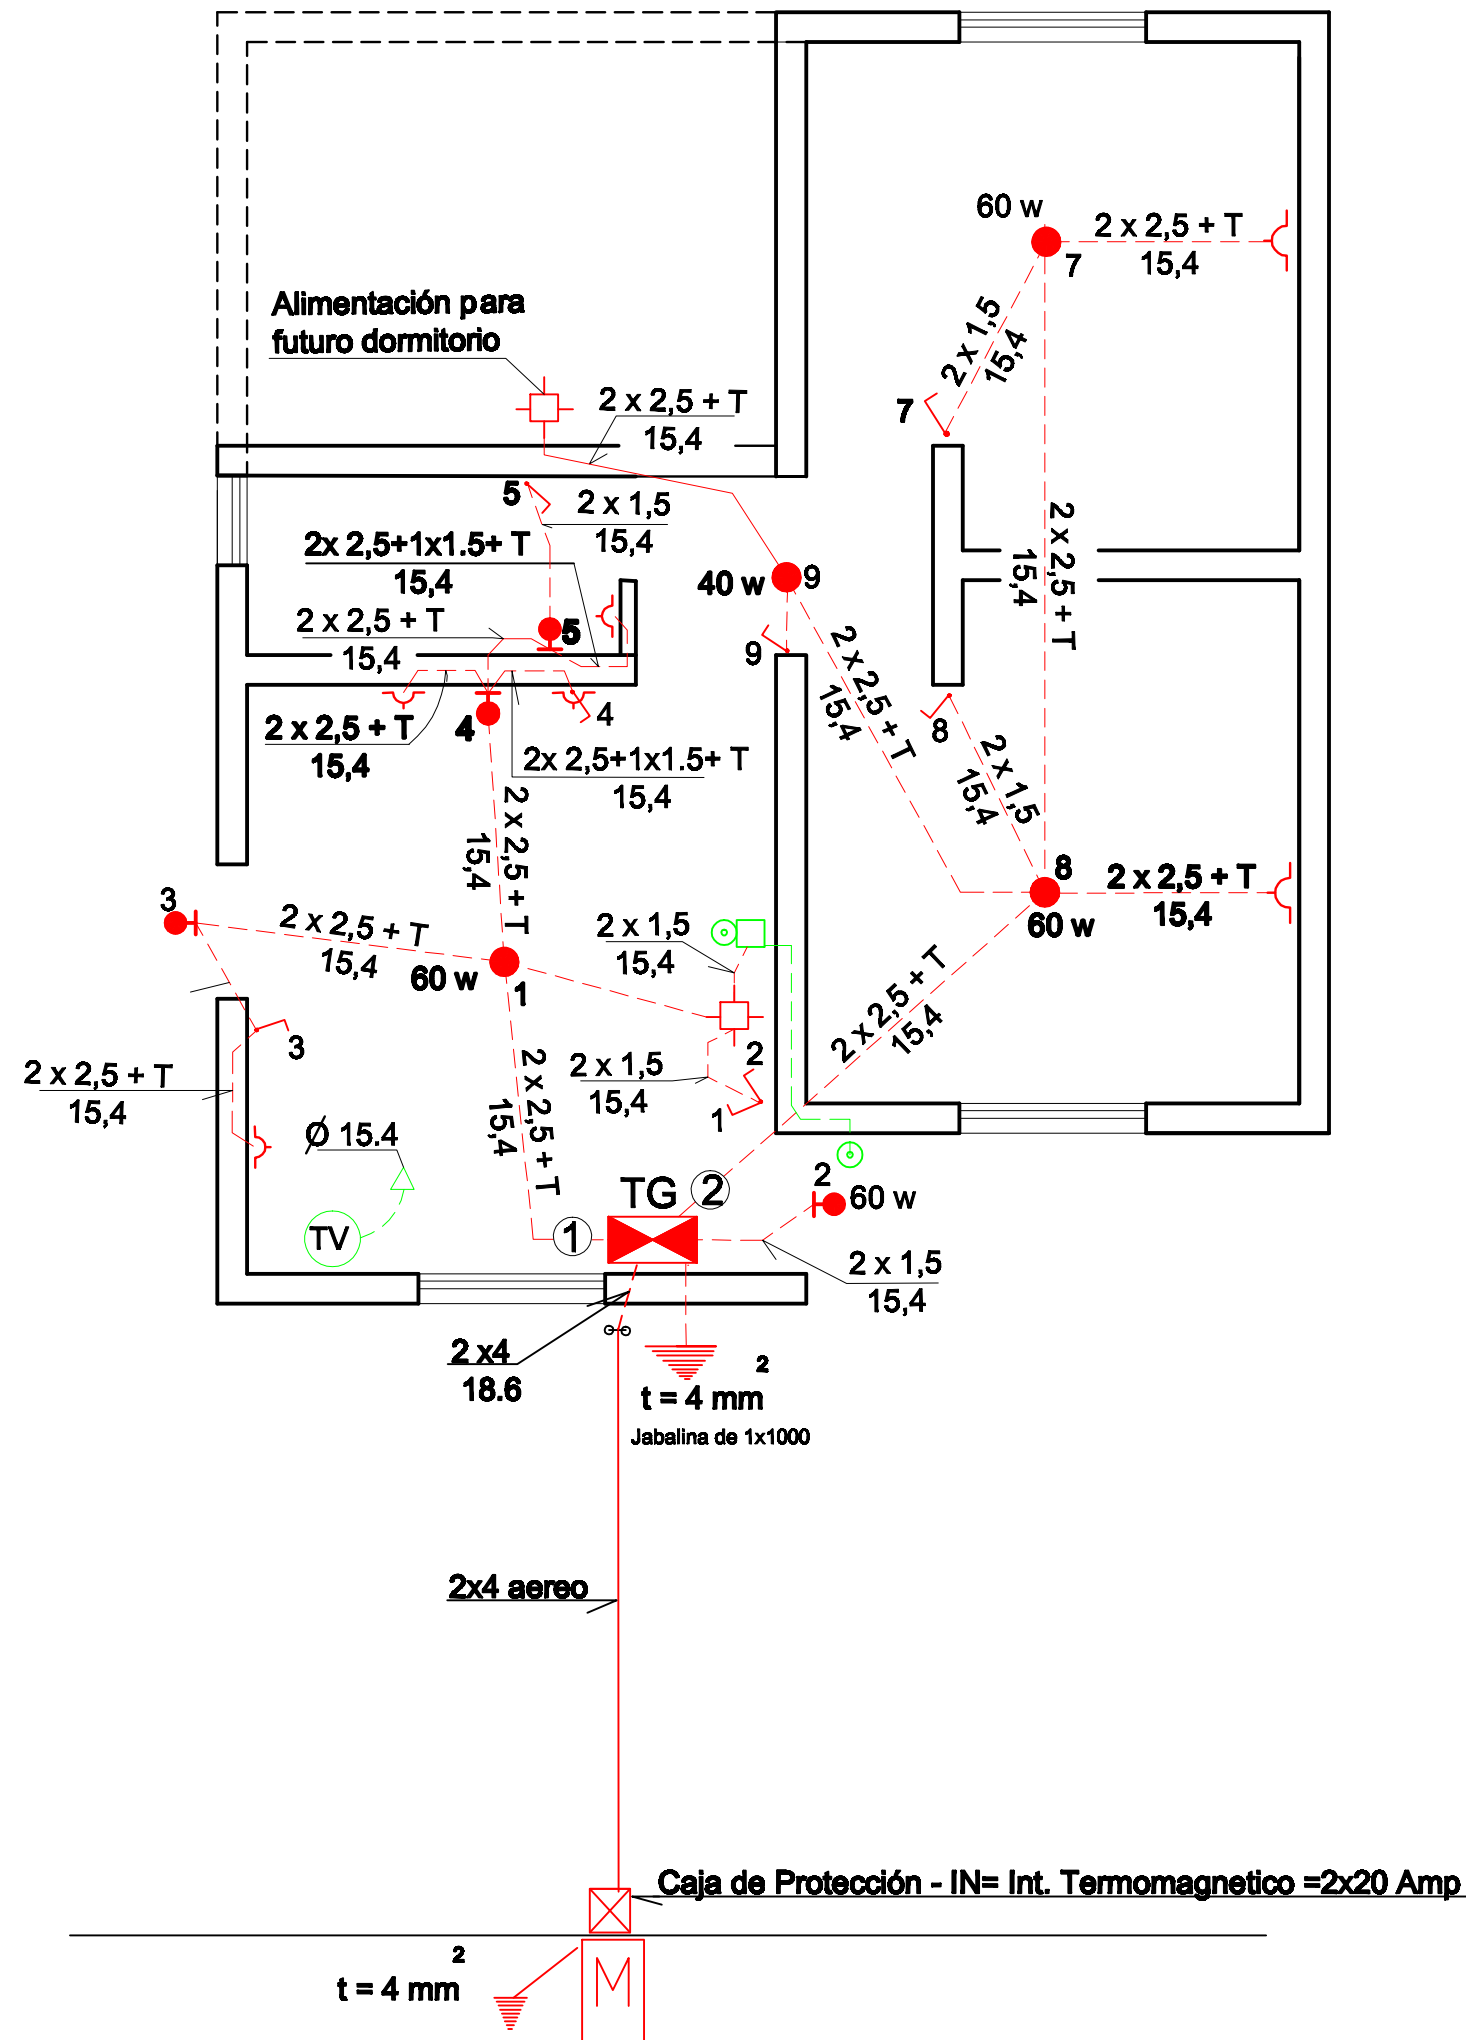 60 w
2 x 2,5 + T
15,4
7
Alimentación para
futuro dormitorio
2 x 1,5
15,4
7
2 x 2,5 + T
15,4
5
2 x 1,5
15,4
2x 2,5+1x1.5+ T
15,4
40 w
9
2 x 2,5 + T
15,4
2 x 2,5 + T
15,4
5
9
2 x 2,5 + T
15,4
2 x 2,5 + T
15,4
4
4
8
2x 2,5+1x1.5+ T
15,4
2 x 1,5
15,4
2 x 2,5 + T
15,4
8
60 w
2 x 2,5 + T
15,4
3
2 x 2,5 + T
15,4
60 w
1
2 x 1,5
15,4
2 x 2,5 + T
15,4
3
2 x 2,5 + T
15,4
2 x 1,5
15,4
2
1
2 x 2,5 + T
15,4
Ø 15.4
TV
TG
2
1
2
60 w
2 x 1,5
15,4
2 x4
18.6
t = 4 mm 2
Jabalina de 1x1000
2x4 aereo
Caja de Protección - IN= Int. Termomagnetico =2x20 Amp
t = 4 mm 2
M